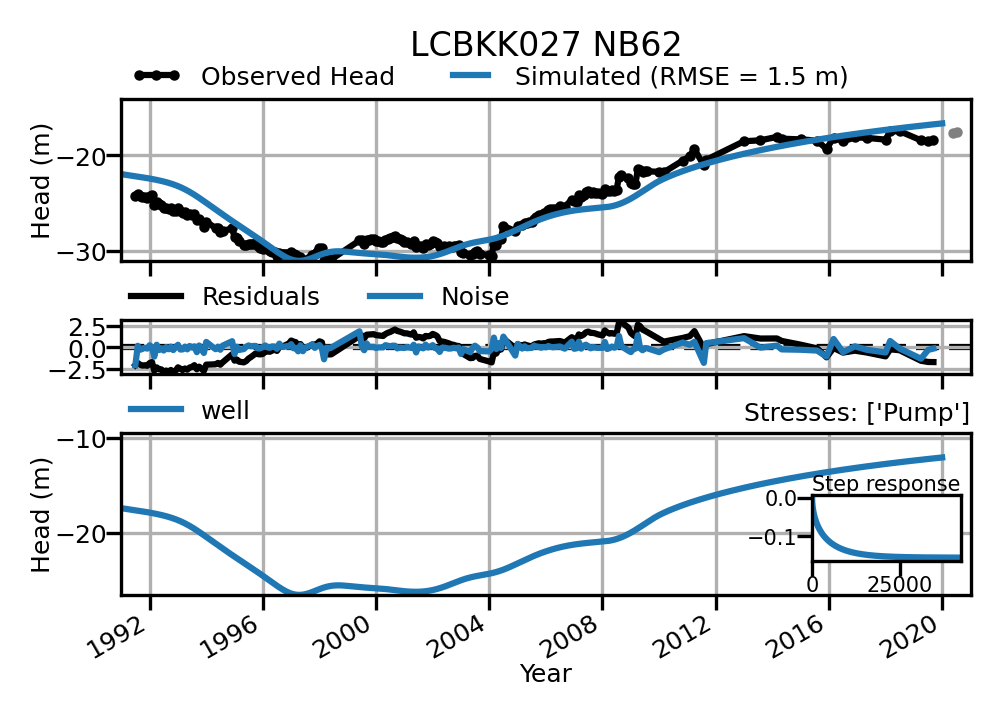 LCBKK027 NB62
Observed Head
Simulated (RMSE = 1.5 m)
Head (m)
−20
−30
Residuals
Noise
2.5
0.0
−2.5
well
Stresses: ['Pump']
Head (m)
−10
−20
Step response
0.0
−0.1
0
25000
1992
1996
2000
2004
2008
2012
2016
2020
Year